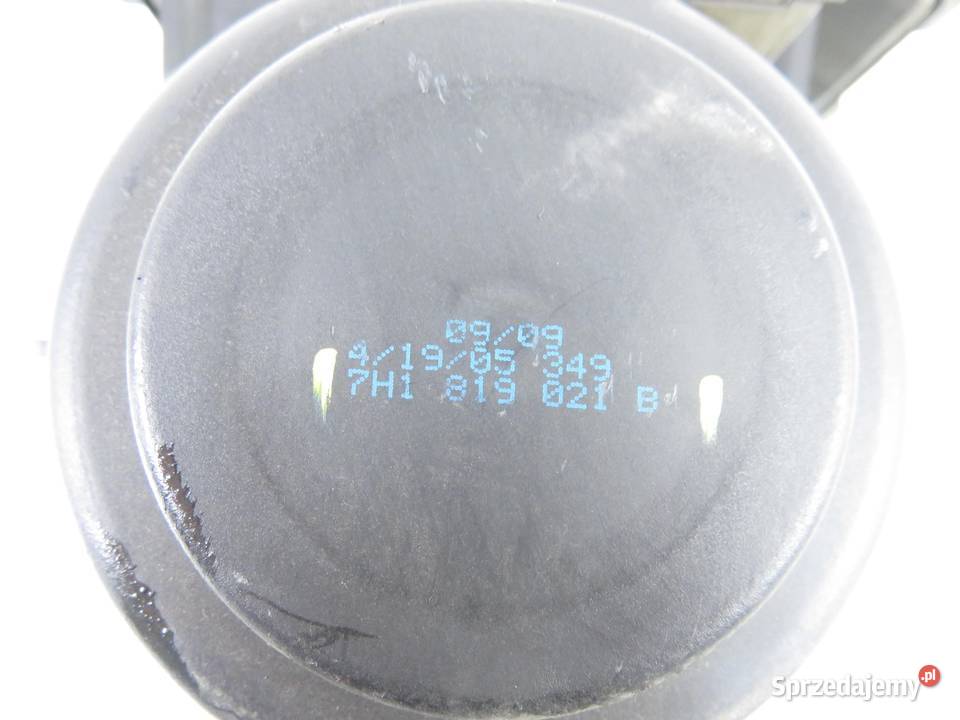 09/09
4/19/05 349
7H1 819 021 B
Sprzedajemy.pl